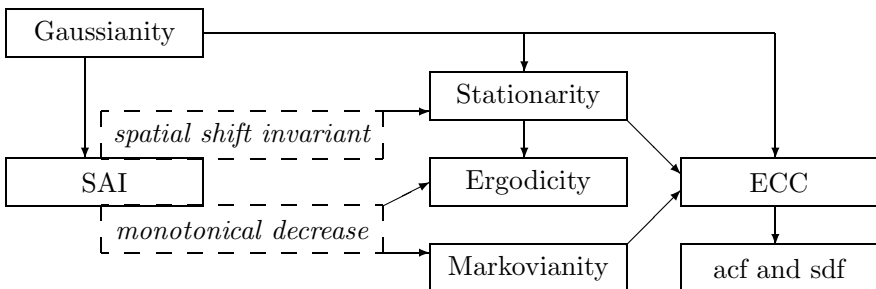 Gaussianity
Stationarity
spatial shift invariant
SAI
Ergodicity
ECC
monotonical decrease
Markovianity
acf and sdf